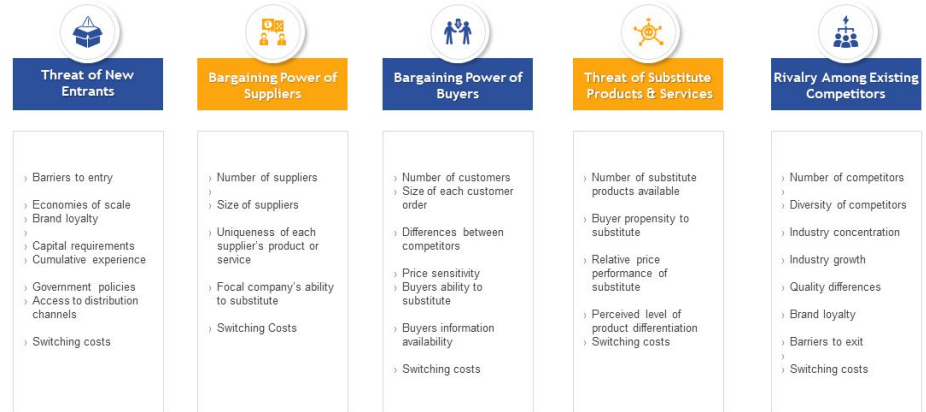 Threat of New
Entrants
Bargaining Power of
Suppliers
Bargaining Power of
Buyers
Threat of Substitute
Products & Services
Rivalry Among Existing
Competitors
› Barriers to entry
› Economies of scale
› Brand loyalty
›
› Capital requirements
› Cumulative experience
› Government policies
› Access to distribution
channels
› Switching costs
› Number of suppliers
›
› Size of suppliers
› Uniqueness of each
supplier's product or
service
› Focal company's ability
to substitute
› Switching Costs
› Number of customers
› Size of each customer
order
› Differences between
competitors
› Price sensitivity
› Buyers ability to
substitute
› Buyers information
availability
› Switching costs
› Number of substitute
products available
› Buyer propensity to
substitute
› Relative price
performance of
substitute
› Perceived level of
product differentiation
› Switching costs
› Number of competitors
›
› Diversity of competitors
› Industry concentration
› Industry growth
› Quality differences
› Brand loyalty
› Barriers to exit
›
› Switching costs